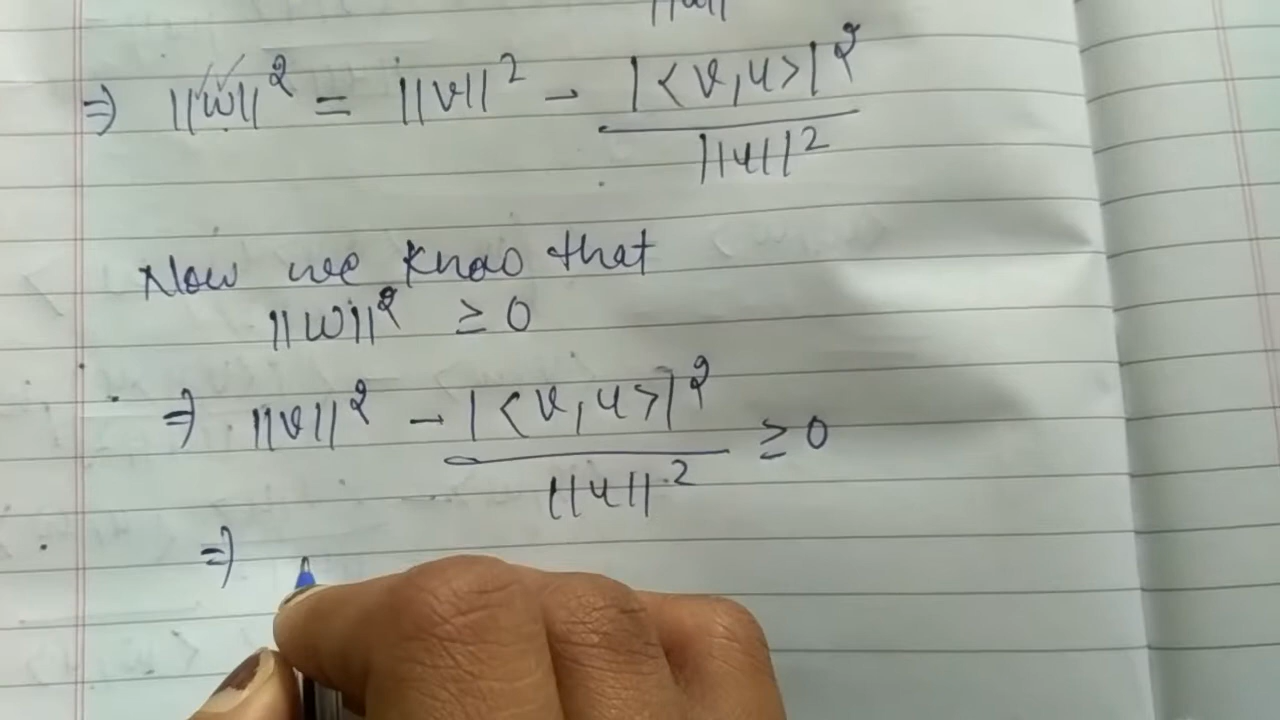 ⇒ ||w||² = ||v||² - |<v,u>|² / ||u||²
Now we know that
||w||² ≥ 0
⇒ ||v||² - |<v,u>|² / ||u||² ≥ 0
⇒